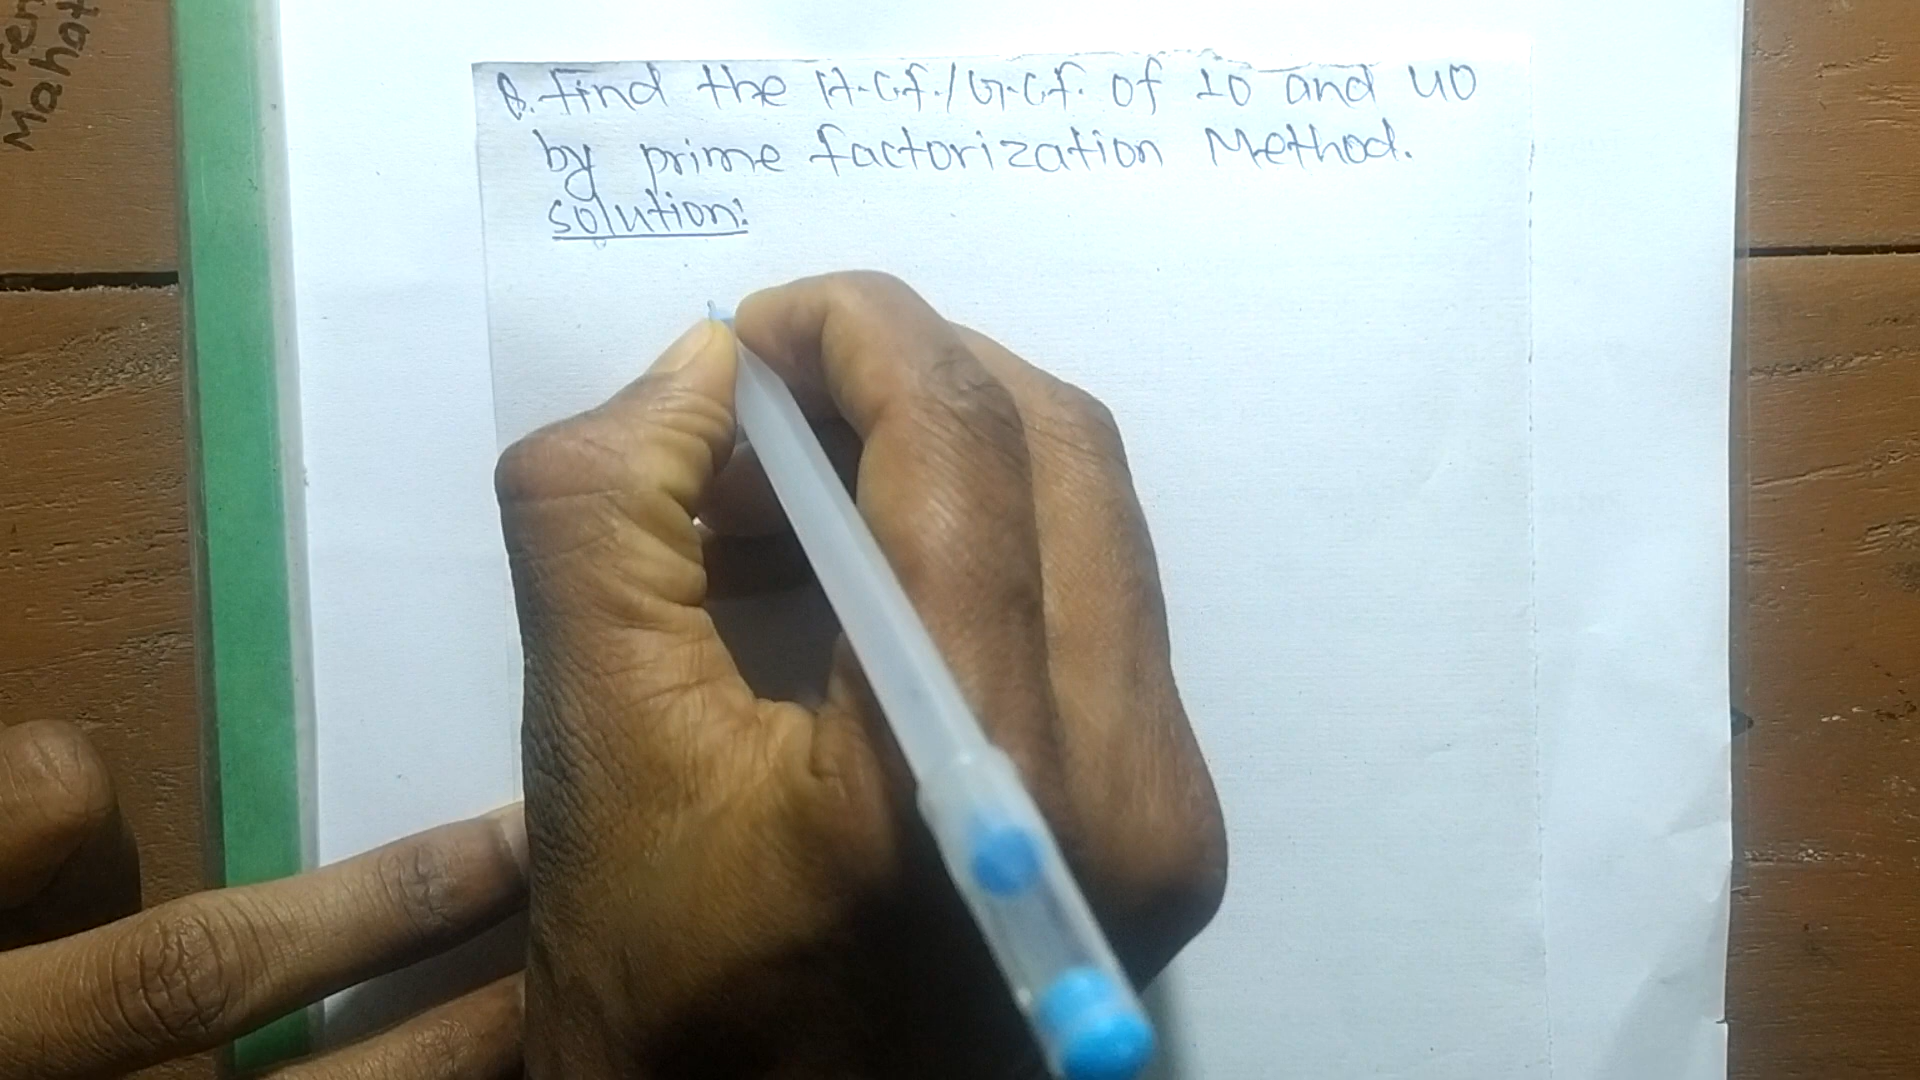 Q. Find the H.C.f./G.C.f. of 10 and 40
by prime factorization Method.
solution: